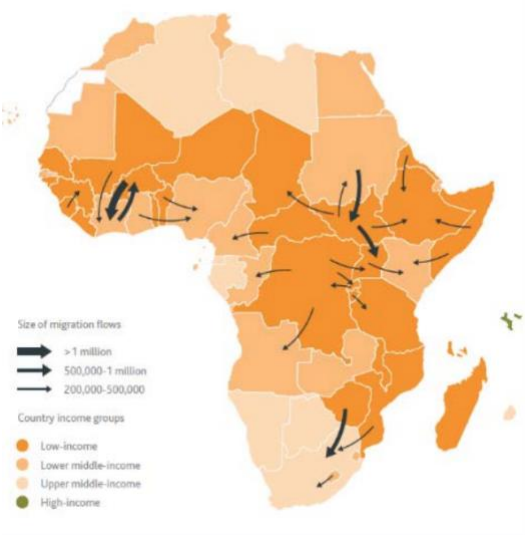 Size of migration flows
>1 million
500,000-1 million
200,000-500,000
Country income groups
Low-income
Lower middle-income
Upper middle-income
High-income